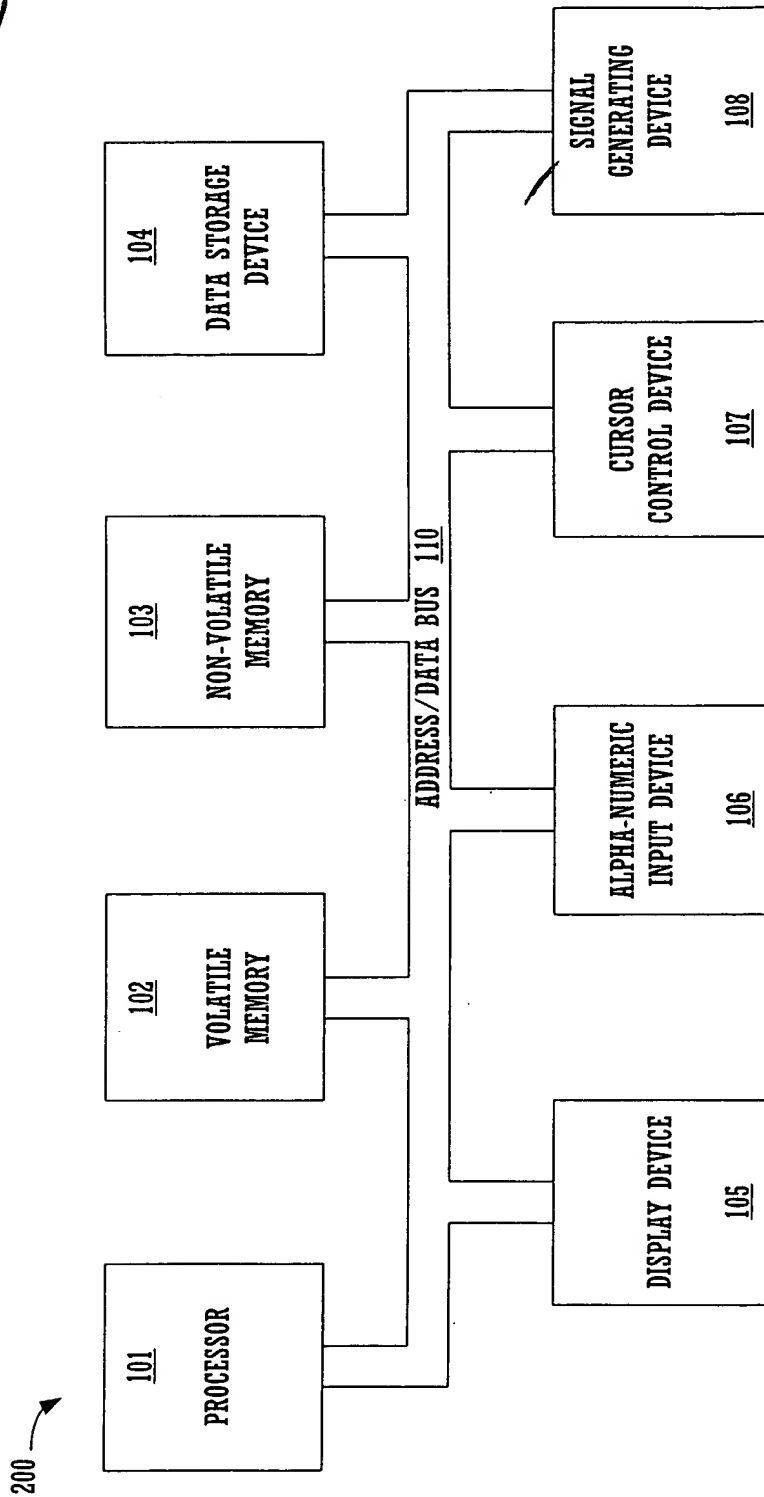 200
101
PROCESSOR
102
VOLATILE
MEMORY
103
NON-VOLATILE
MEMORY
104
DATA STORAGE
DEVICE
ADDRESS/DATA BUS 110
DISPLAY DEVICE
105
ALPHA-NUMERIC
INPUT DEVICE
106
CURSOR
CONTROL DEVICE
107
SIGNAL
GENERATING
DEVICE
108